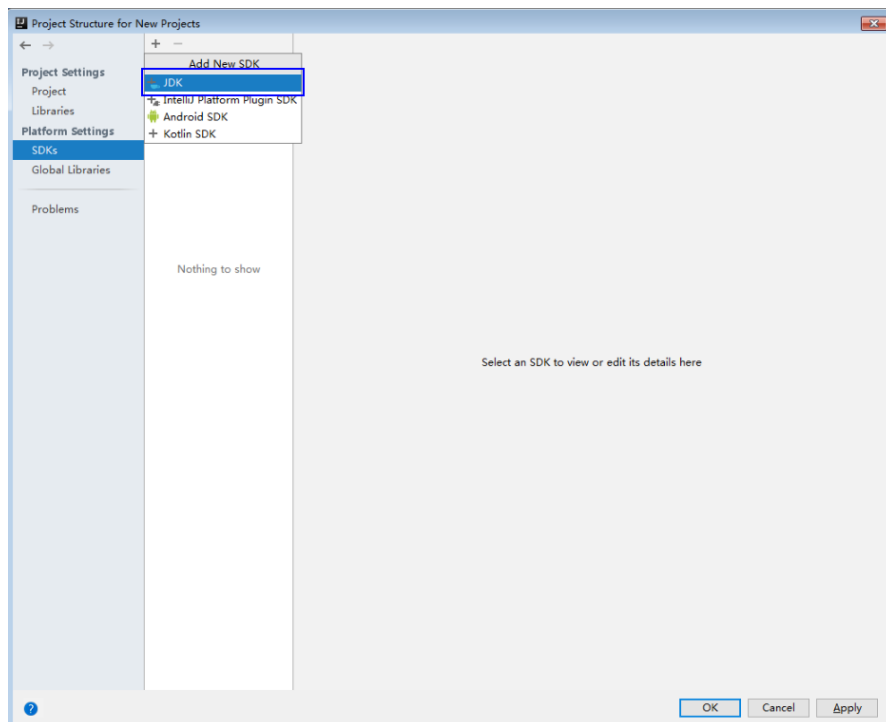 Project Structure for New Projects
Project Settings
Project
Libraries
Platform Settings
SDKs
Global Libraries
Problems
Add New SDK
JDK
IntelliJ Platform Plugin SDK
Android SDK
Kotlin SDK
Nothing to show
Select an SDK to view or edit its details here
?
OK
Cancel
Apply